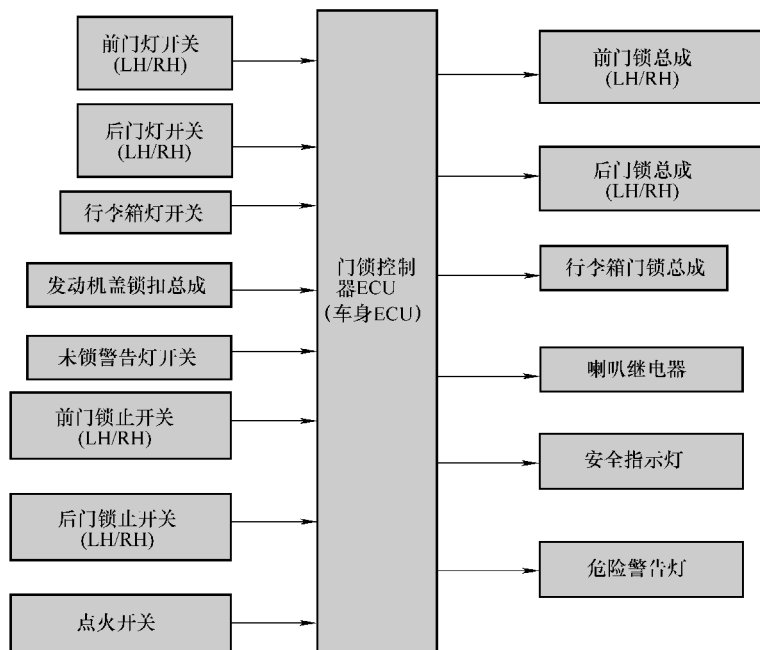 前门灯开关
(LH/RH)
后门灯开关
(LH/RH)
行李箱灯开关
发动机盖锁扣总成
未锁警告灯开关
前门锁止开关
(LH/RH)
后门锁止开关
(LH/RH)
点火开关
门锁控制
器ECU
(车身ECU)
前门锁总成
(LH/RH)
后门锁总成
(LH/RH)
行李箱门锁总成
喇叭继电器
安全指示灯
危险警告灯